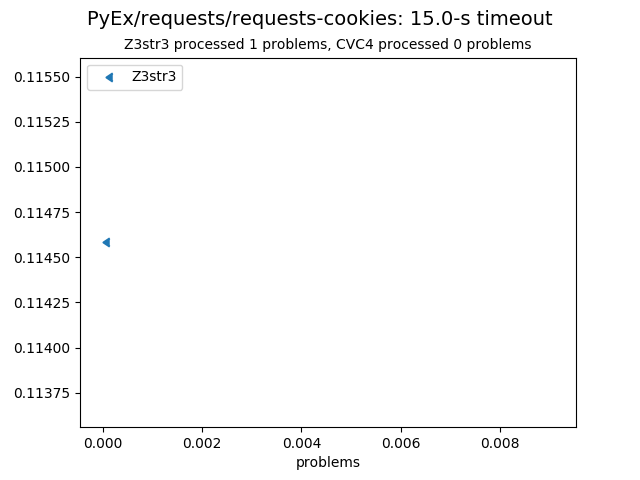 PyEx/requests/requests-cookies: 15.0-s timeout
Z3str3 processed 1 problems, CVC4 processed 0 problems
Z3str3
0.11550
0.11525
0.11500
0.11475
0.11450
0.11425
0.11400
0.11375
0.000 0.002 0.004 0.006 0.008
problems